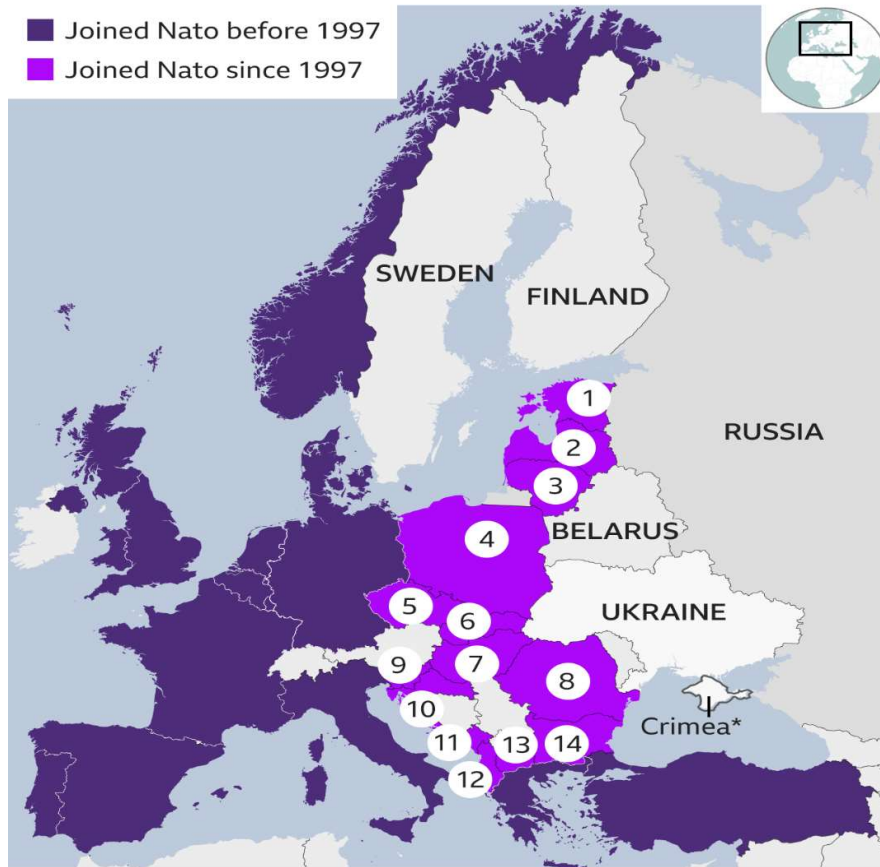 Joined Nato before 1997
Joined Nato since 1997
SWEDEN
FINLAND
1
RUSSIA
2
3
BELARUS
4
UKRAINE
5
6
7
9
8
10
Crimea*
11
13
14
12